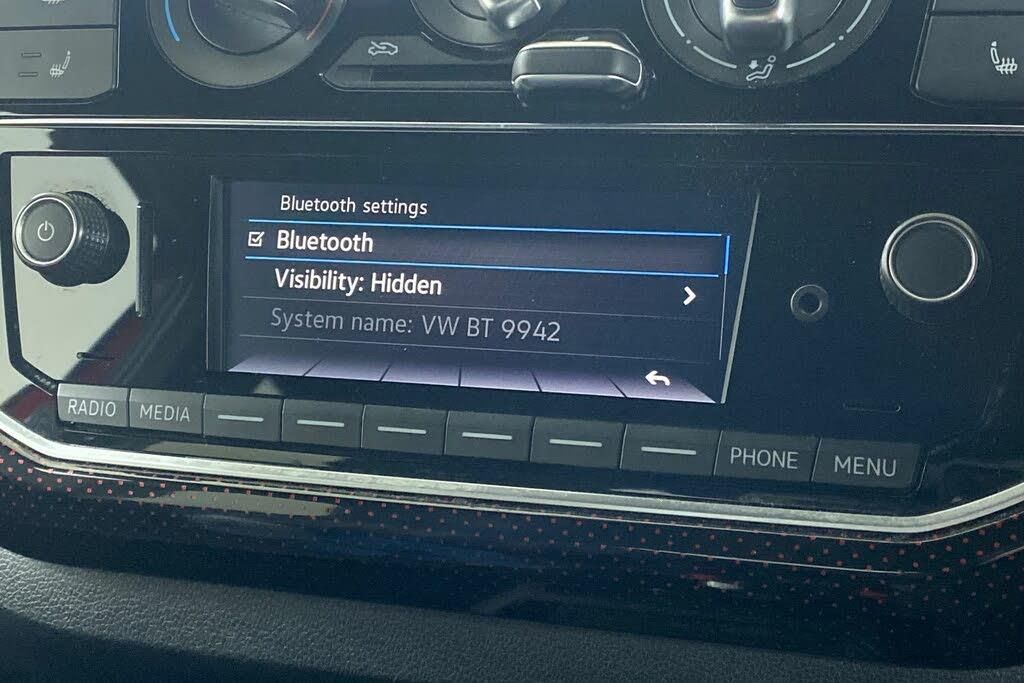 Bluetooth settings
Bluetooth
Visibility: Hidden
System name: VW BT 9942
RADIO MEDIA PHONE MENU